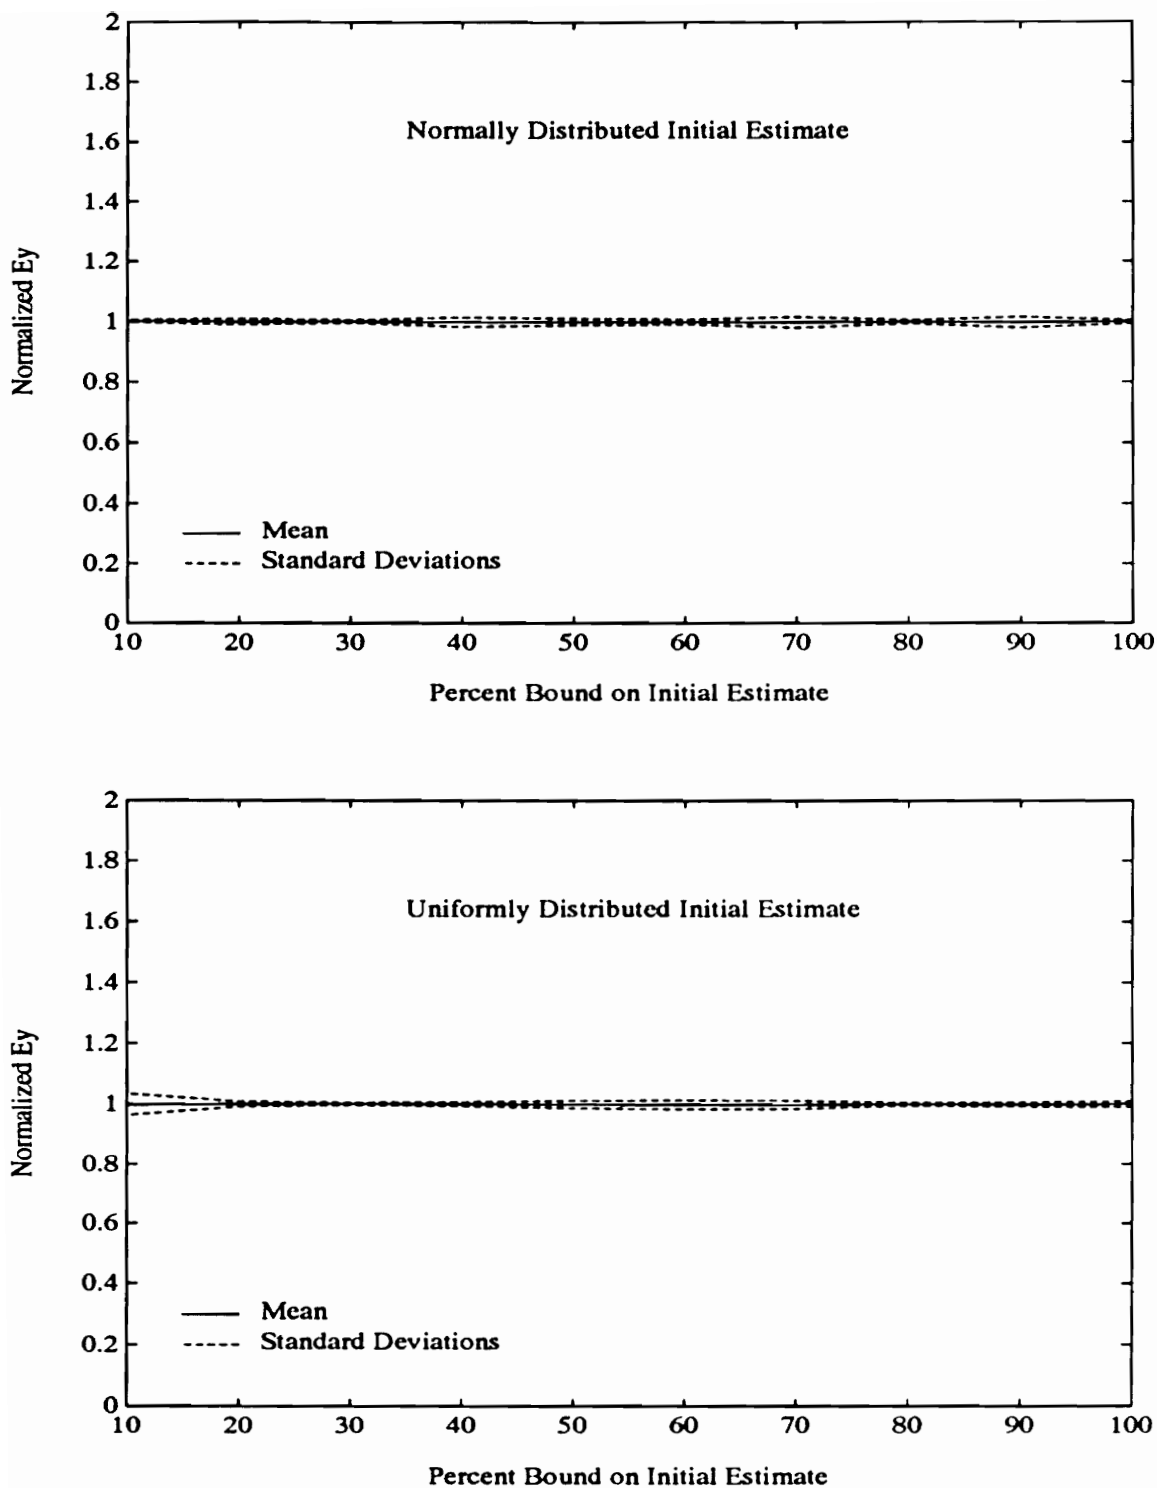 2
1.8
Normally Distributed Initial Estimate
1.6
1.4
1.2
Normalized Ey
1
0.8
0.6
0.4
Mean
Standard Deviations
0.2
0
10 20 30 40 50 60 70 80 90 100
Percent Bound on Initial Estimate
2
1.8
Uniformly Distributed Initial Estimate
1.6
1.4
1.2
Normalized Ey
1
0.8
0.6
0.4
Mean
Standard Deviations
0.2
0
10 20 30 40 50 60 70 80 90 100
Percent Bound on Initial Estimate